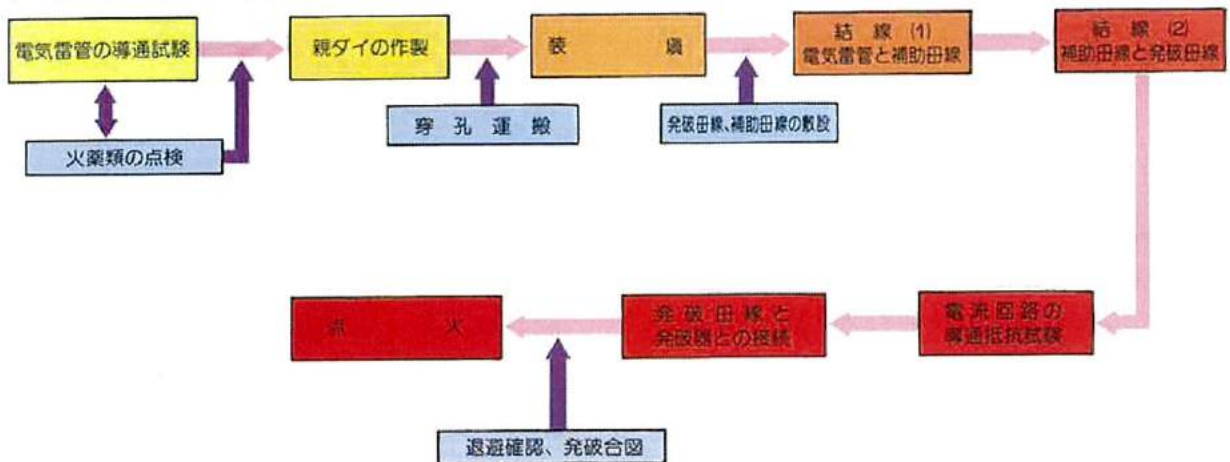 電気雷管の導通試験
親ダイの作製
装　　　填
結　線 (1)
電気雷管と補助母線
結　線 (2)
補助母線と発破母線
火薬類の点検
穿　孔　運　搬
発破母線、補助母線の敷設
点　　　火
発破母線と
発破器との接続
電流回路の
導通抵抗試験
退避確認、発破合図